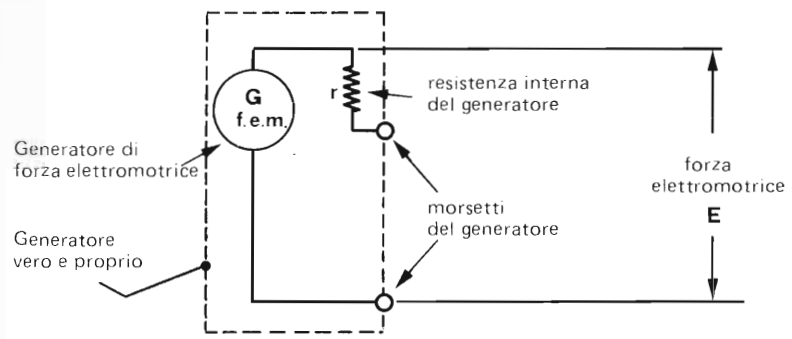 G
f.e.m.
r
resistenza interna
del generatore
Generatore di
forza elettromotrice
forza
elettromotrice
E
morsetti
del generatore
Generatore
vero e proprio